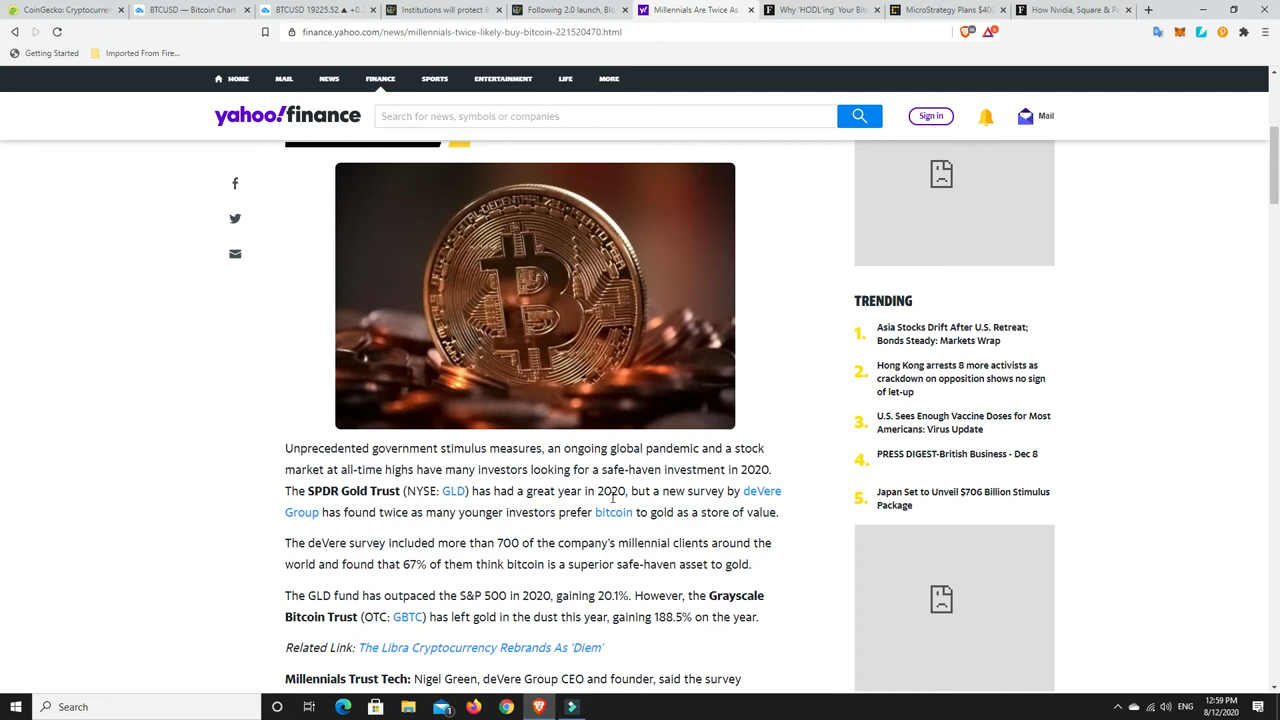 CoinGecko: Cryptocurren
BTCUSD — Bitcoin Chart
BTCUSD 19225.52 ▲ +0.
Institutions will protect B
Following 2.0 launch, Blo
Millennials Are Twice As
Why 'HODL'ing' Your Bi
MicroStrategy Plans $40
How Nvidia, Square & Pa
finance.yahoo.com/news/millennials-twice-likely-buy-bitcoin-221520470.html
Getting Started
Imported From Fire...
HOME MAIL NEWS FINANCE SPORTS ENTERTAINMENT LIFE MORE
yahoo!finance
Search for news, symbols or companies
Sign in
Mail
Unprecedented government stimulus measures, an ongoing global pandemic and a stock
market at all-time highs have many investors looking for a safe-haven investment in 2020.
The SPDR Gold Trust (NYSE: GLD) has had a great year in 2020, but a new survey by deVere
Group has found twice as many younger investors prefer bitcoin to gold as a store of value.
The deVere survey included more than 700 of the company's millennial clients around the
world and found that 67% of them think bitcoin is a superior safe-haven asset to gold.
The GLD fund has outpaced the S&P 500 in 2020, gaining 20.1%. However, the Grayscale
Bitcoin Trust (OTC: GBTC) has left gold in the dust this year, gaining 188.5% on the year.
Related Link: The Libra Cryptocurrency Rebrands As 'Diem'
Millennials Trust Tech: Nigel Green, deVere Group CEO and founder, said the survey
TRENDING
1. Asia Stocks Drift After U.S. Retreat;
Bonds Steady: Markets Wrap
2. Hong Kong arrests 8 more activists as
crackdown on opposition shows no sign
of let-up
3. U.S. Sees Enough Vaccine Doses for Most
Americans: Virus Update
4. PRESS DIGEST-British Business - Dec 8
5. Japan Set to Unveil $706 Billion Stimulus
Package
Search
ENG
12:59 PM
8/12/2020